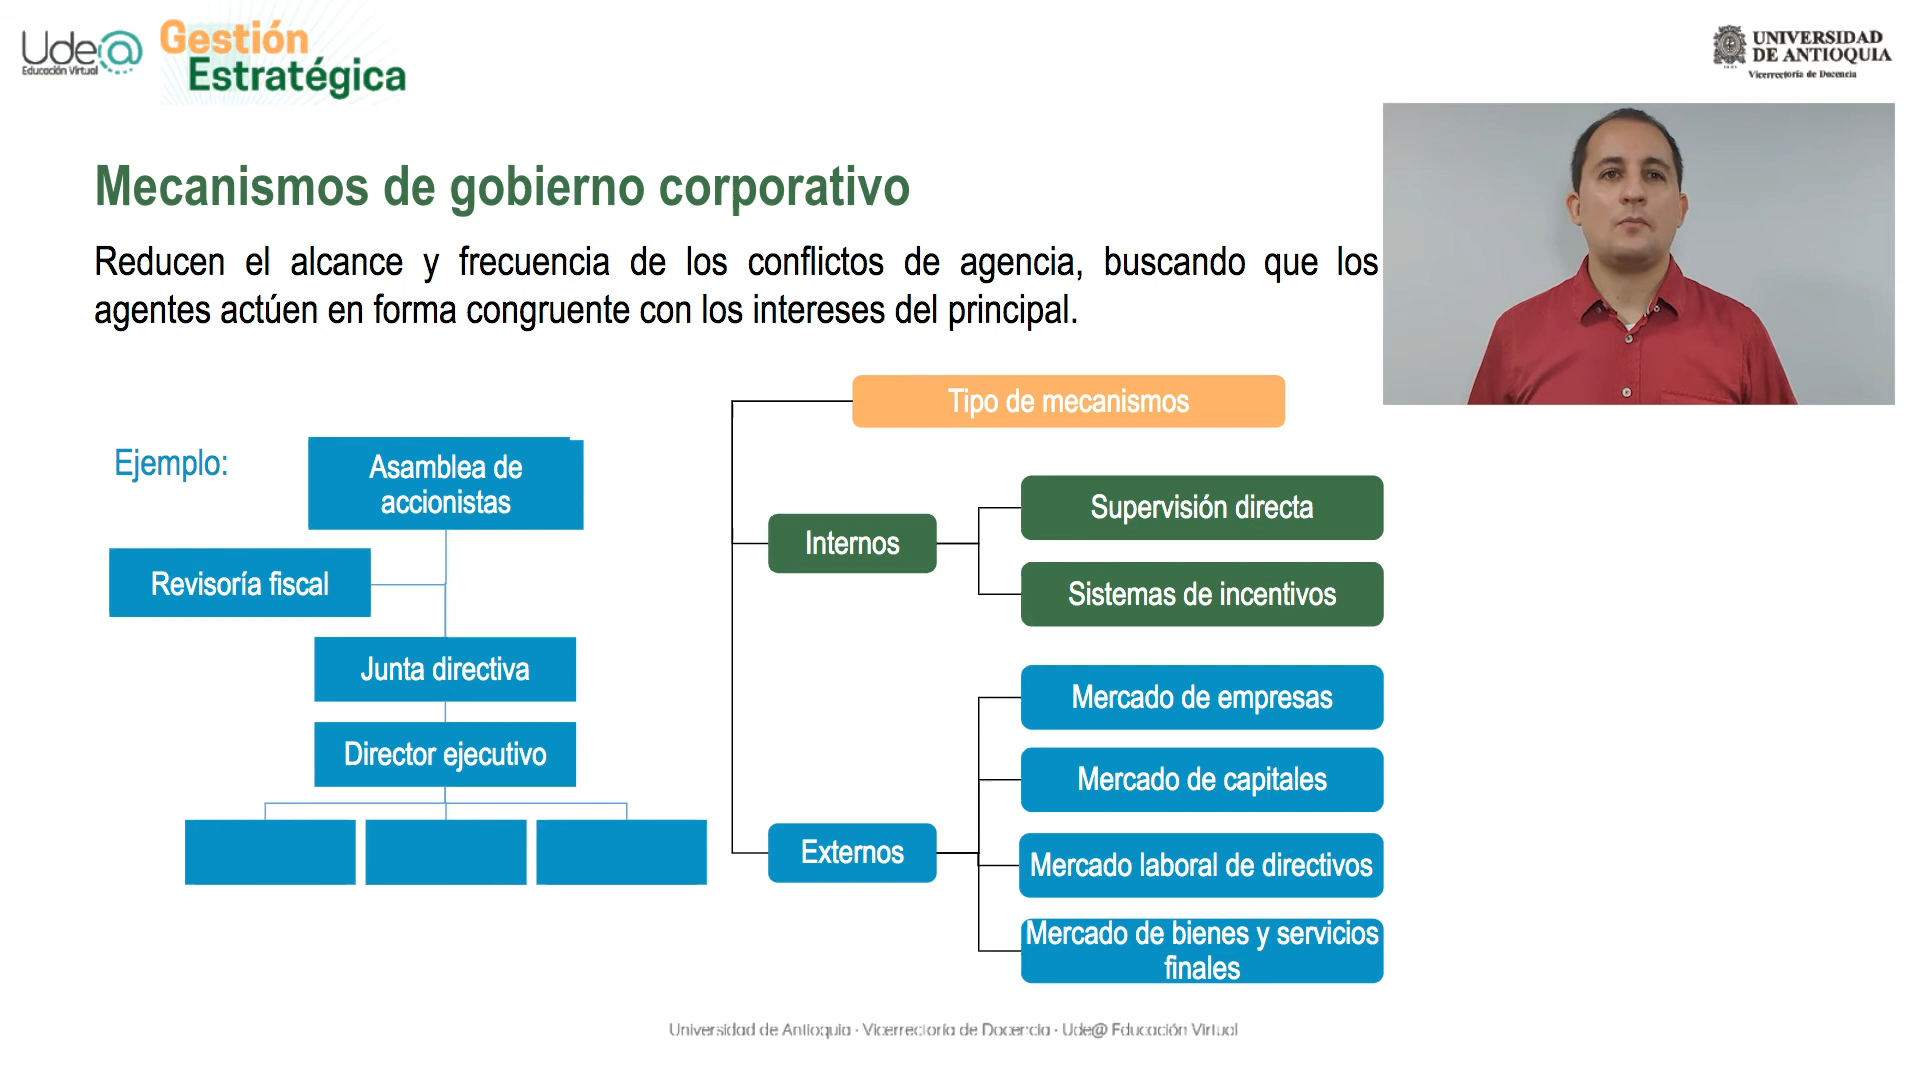 Ude@
Educación Virtual
Gestión
Estratégica
UNIVERSIDAD
DE ANTIOQUIA
Vicerrectoría de Docencia
Mecanismos de gobierno corporativo
Reducen el alcance y frecuencia de los conflictos de agencia, buscando que los
agentes actúen en forma congruente con los intereses del principal.
Ejemplo:
Asamblea de
accionistas
Revisoría fiscal
Junta directiva
Director ejecutivo
Tipo de mecanismos
Internos
Supervisión directa
Sistemas de incentivos
Externos
Mercado de empresas
Mercado de capitales
Mercado laboral de directivos
Mercado de bienes y servicios
finales
Universidad de Antioquia · Vicerrectoría de Docencia · Ude@ Educación Virtual